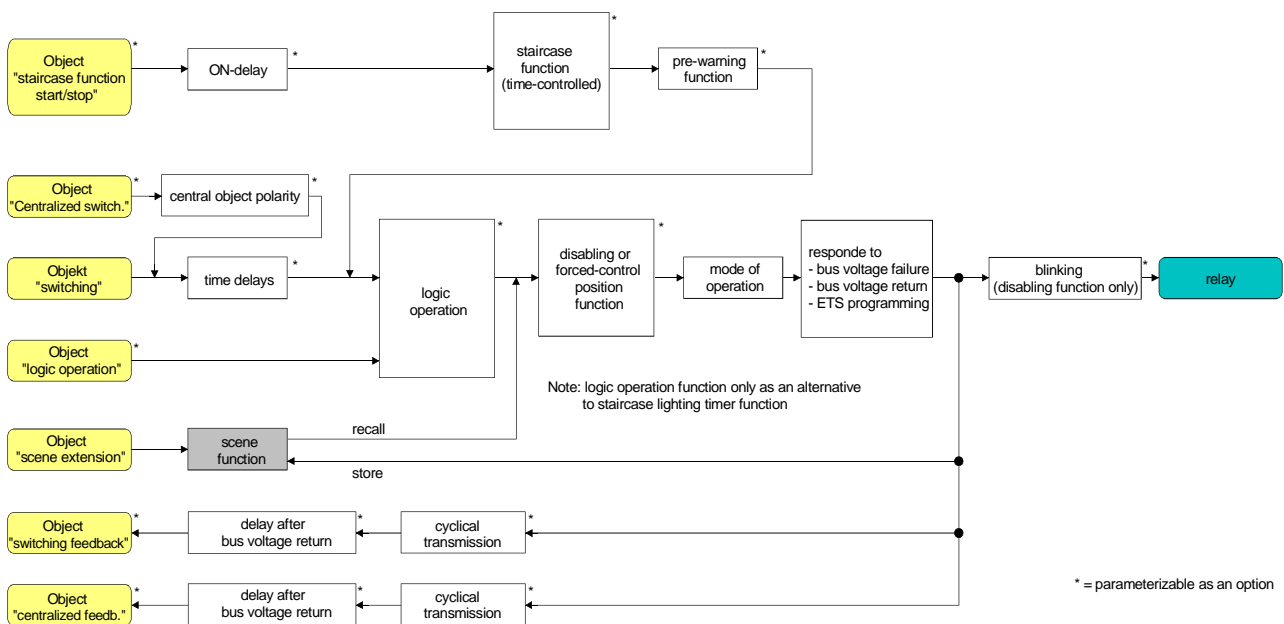 *
Object
"staircase function
start/stop"
*
ON-delay
*
staircase
function
(time-controlled)
*
pre-warning
function
*
Object
"Centralized switch."
*
central object polarity
*
Objekt
"switching"
*
time delays
*
logic
operation
*
disabling or
forced-control
position
function
*
mode of
operation
responde to
- bus voltage failure
- bus voltage return
- ETS programming
blinking
(disabling function only)
*
relay
Object
"logic operation"
*
Note: logic operation function only as an alternative
to staircase lighting timer function
Object
"scene extension"
scene
function
recall
store
Object
"switching feedback"
*
delay after
bus voltage return
*
cyclical
transmission
*
Object
"centralized feedb."
*
delay after
bus voltage return
*
cyclical
transmission
*
* = parameterizable as an option